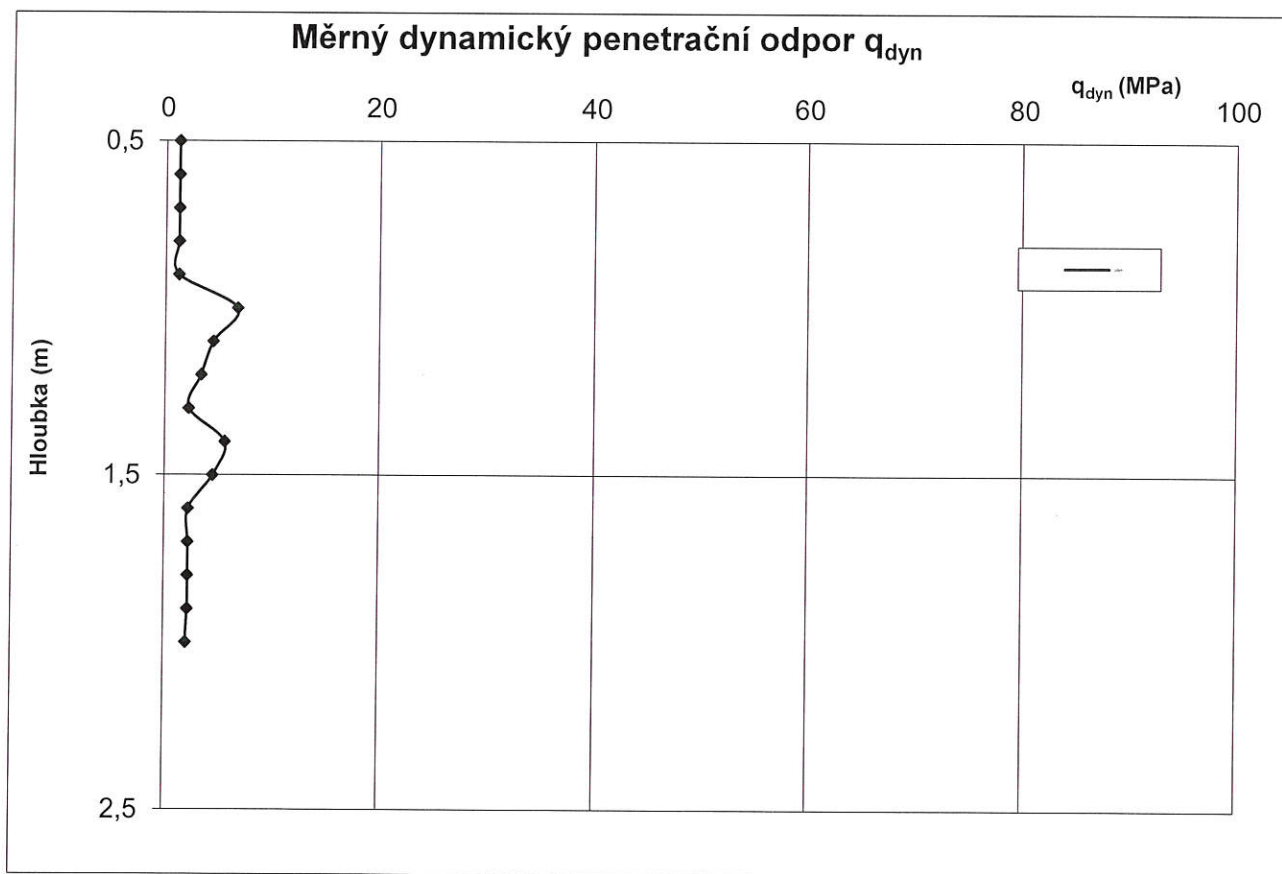 Měrný dynamický penetrační odpor qdyn
qdyn (MPa)
0 20 40 60 80 100
0,5
1,5
2,5
Hloubka (m)